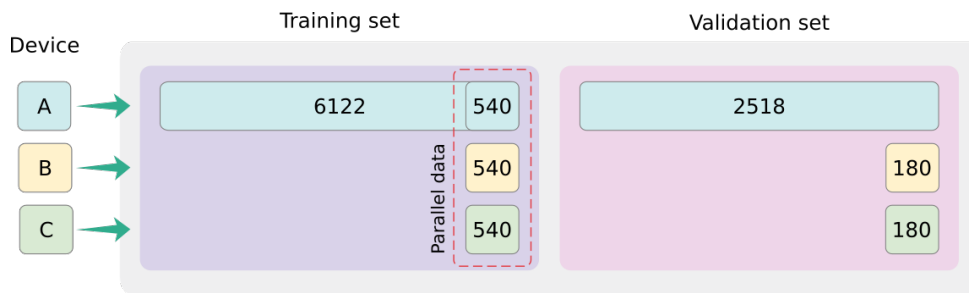 Training set
Validation set
Device
A
6122
540
2518
B
Parallel data
540
180
C
540
180